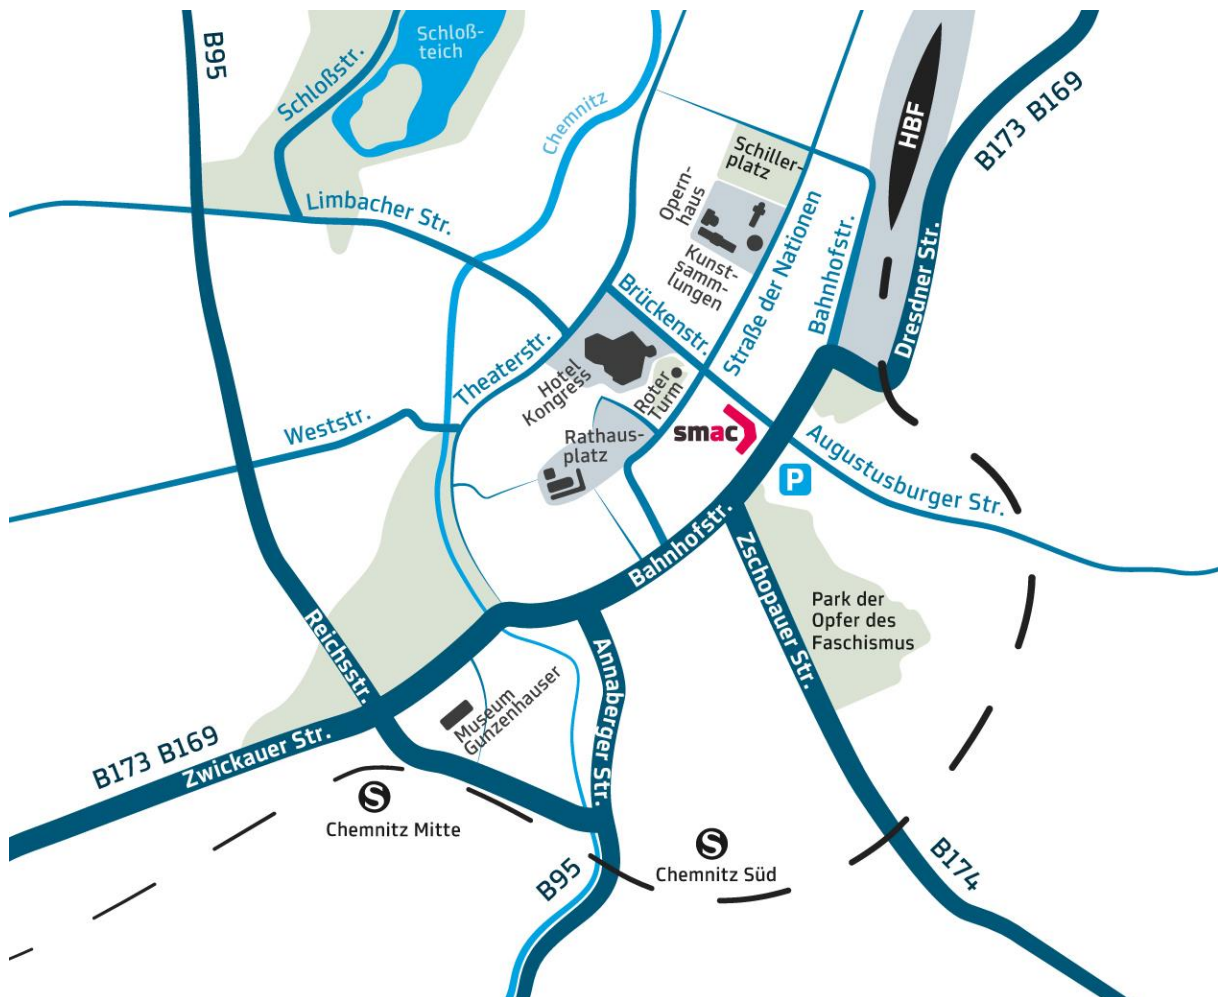 B95
Schloßstr.
Schloß-
teich
Chemnitz
HBF
B173 B169
Schiller-
platz
Opern-
haus
Kunst-
samm-
lungen
Limbacher Str.
Brückenstr.
Straße der Nationen
Bahnhofstr.
Dresdner Str.
Theaterstr.
Hotel
Kongress
Roter
Turm
Weststr.
Rathaus-
platz
smac
P
Augustusburger Str.
Bahnhofstr.
Zschopauer Str.
Park der
Opfer des
Faschismus
Reichsstr.
Annaberger Str.
Museum
Gunzenhauser
B173 B169
Zwickauer Str.
S
Chemnitz Mitte
S
Chemnitz Süd
B95
B174